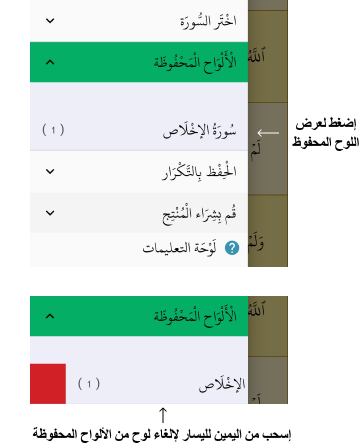 اخْتَر السُّورَة
الْأَلْوَاح الْمَحْفُوظَة
اللَّهُ
سُورَةُ الإِخْلَاص
( ١ )
لَمْ
إضغط لعرض
اللوح المحفوظ
الْحِفْظ بِالتَّكْرَار
قُم بِشِرَاء الْمُنْتِج
لَوْحَة التعليمات
?
وَلَمْ
الْأَلْوَاح الْمَحْفُوظَة
اللَّهُ
الإِخْلَاص
( ١ )
إسحب من اليمين لليسار لإلغاء لوح من الألواح المحفوظة